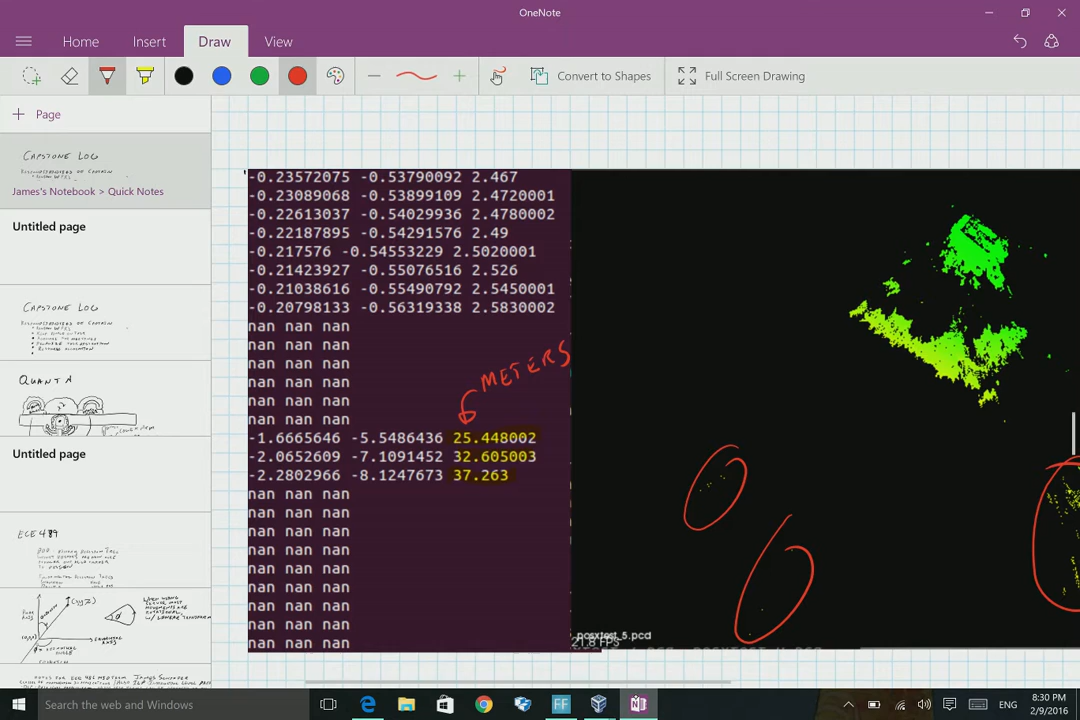 OneNote
Home Insert Draw View
Convert to Shapes Full Screen Drawing
Page
CAPSTONE LOG
James's Notebook > Quick Notes
Untitled page
CAPSTONE LOG
QUANTA
Untitled page
ECE 489
(x,y,z)
-0.23572075 -0.53790092 2.467
-0.23089068 -0.53899109 2.4720001
-0.22613037 -0.54029936 2.4780002
-0.22187895 -0.54291576 2.49
-0.217576 -0.54553229 2.5020001
-0.21423927 -0.55076516 2.526
-0.21038616 -0.55490792 2.5450001
-0.20798133 -0.56319338 2.5830002
nan nan nan
nan nan nan
nan nan nan
nan nan nan
nan nan nan
nan nan nan
METERS
-1.6665646 -5.5486436 25.448002
-2.0652609 -7.1091452 32.605003
-2.2802966 -8.1247673 37.263
nan nan nan
nan nan nan
nan nan nan
nan nan nan
nan nan nan
nan nan nan
nan nan nan
nan nan nan
nan nan nan
posxtest_5.pcd
21.8 FPS
Search the web and Windows
FF
N
ENG
8:30 PM
2/9/2016